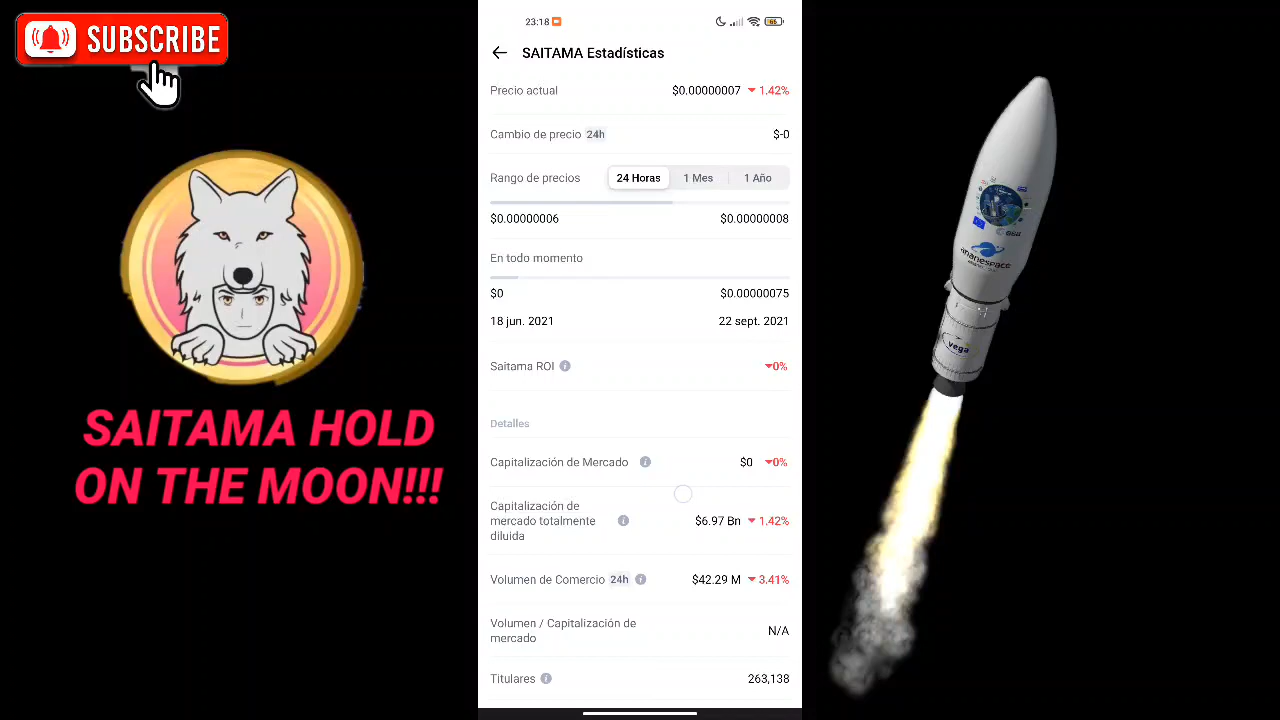 SUBSCRIBE
SAITAMA HOLD
ON THE MOON!!!
23:18
65
SAITAMA Estadísticas
Precio actual $0.00000007 1.42%
Cambio de precio 24h $-0
Rango de precios 24 Horas 1 Mes 1 Año
$0.00000006 $0.00000008
En todo momento
$0 $0.00000075
18 jun. 2021 22 sept. 2021
Saitama ROI 0%
Detalles
Capitalización de Mercado $0 0%
Capitalización de
mercado totalmente
diluida
$6.97 Bn 1.42%
Volumen de Comercio 24h $42.29 M 3.41%
Volumen / Capitalización de
mercado
N/A
Titulares 263,138
esa
vega